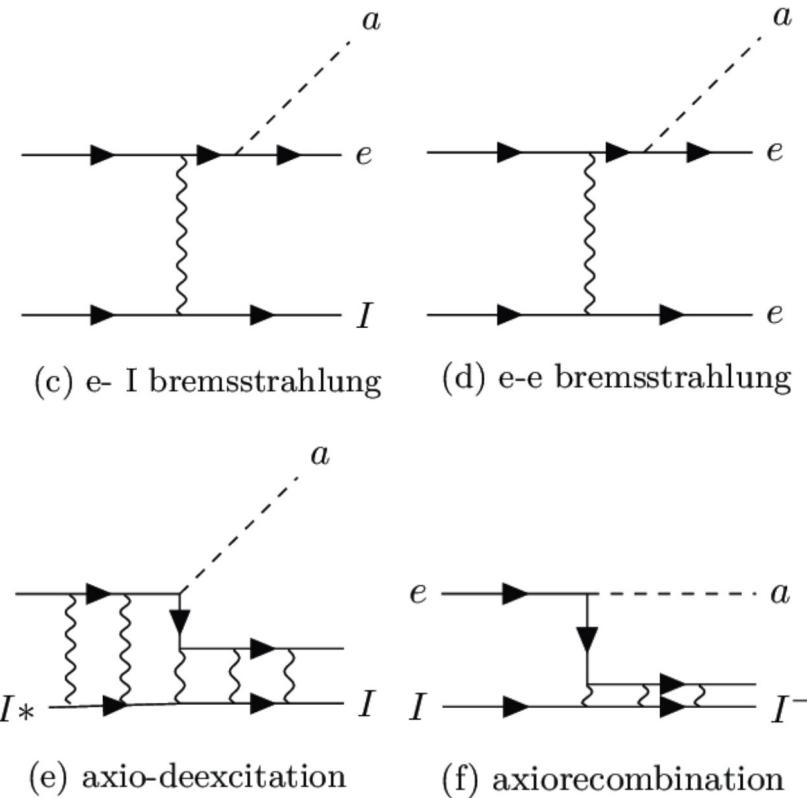 a a
e e
I e
(c) e- I bremsstrahlung (d) e-e bremsstrahlung
a
e a
I* I I I⁻
(e) axio-deexcitation (f) axiorecombination